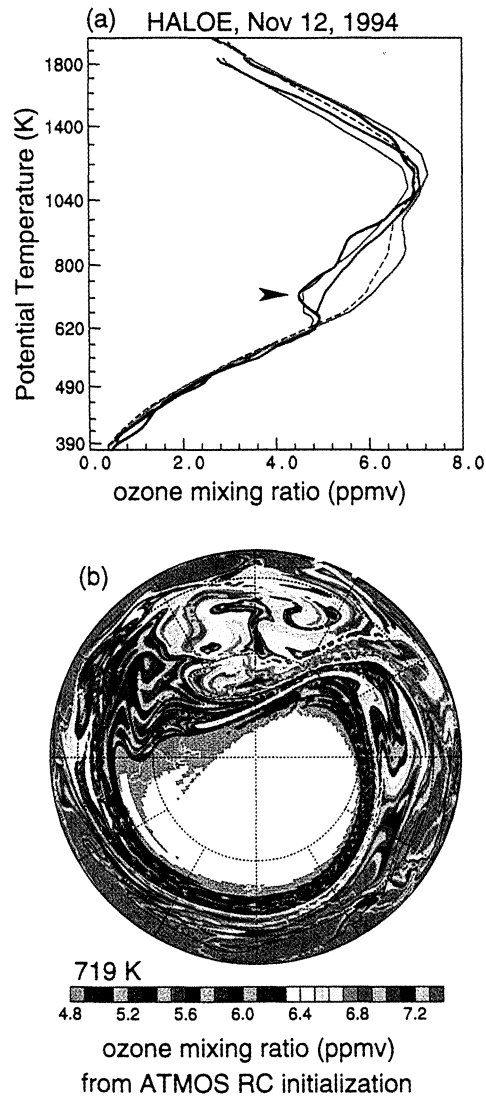 (a) HALOE, Nov 12, 1994
Potential Temperature (K)
1800
1400
1040
800
620
490
390
0.0 2.0 4.0 6.0 8.0
ozone mixing ratio (ppmv)
(b)
719 K
4.8 5.2 5.6 6.0 6.4 6.8 7.2
ozone mixing ratio (ppmv)
from ATMOS RC initialization